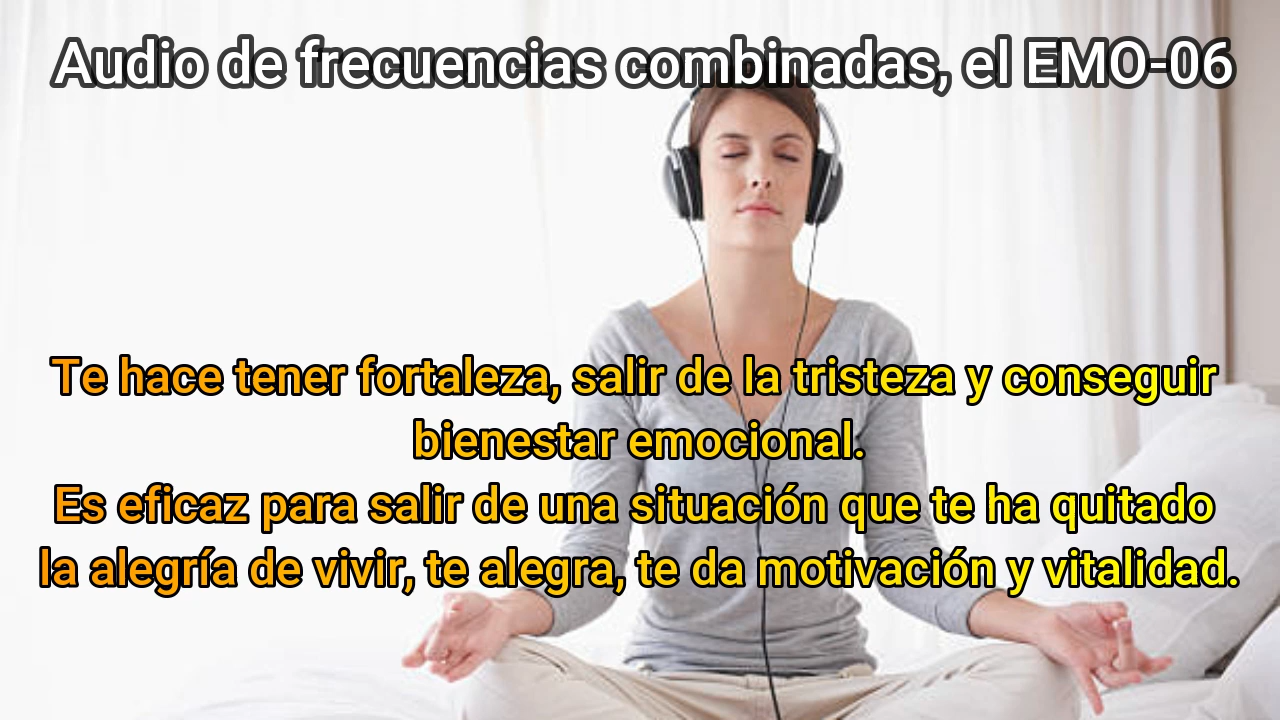 Audio de frecuencias combinadas, el EMO-06
Te hace tener fortaleza, salir de la tristeza y conseguir
bienestar emocional.
Es eficaz para salir de una situación que te ha quitado
la alegría de vivir, te alegra, te da motivación y vitalidad.